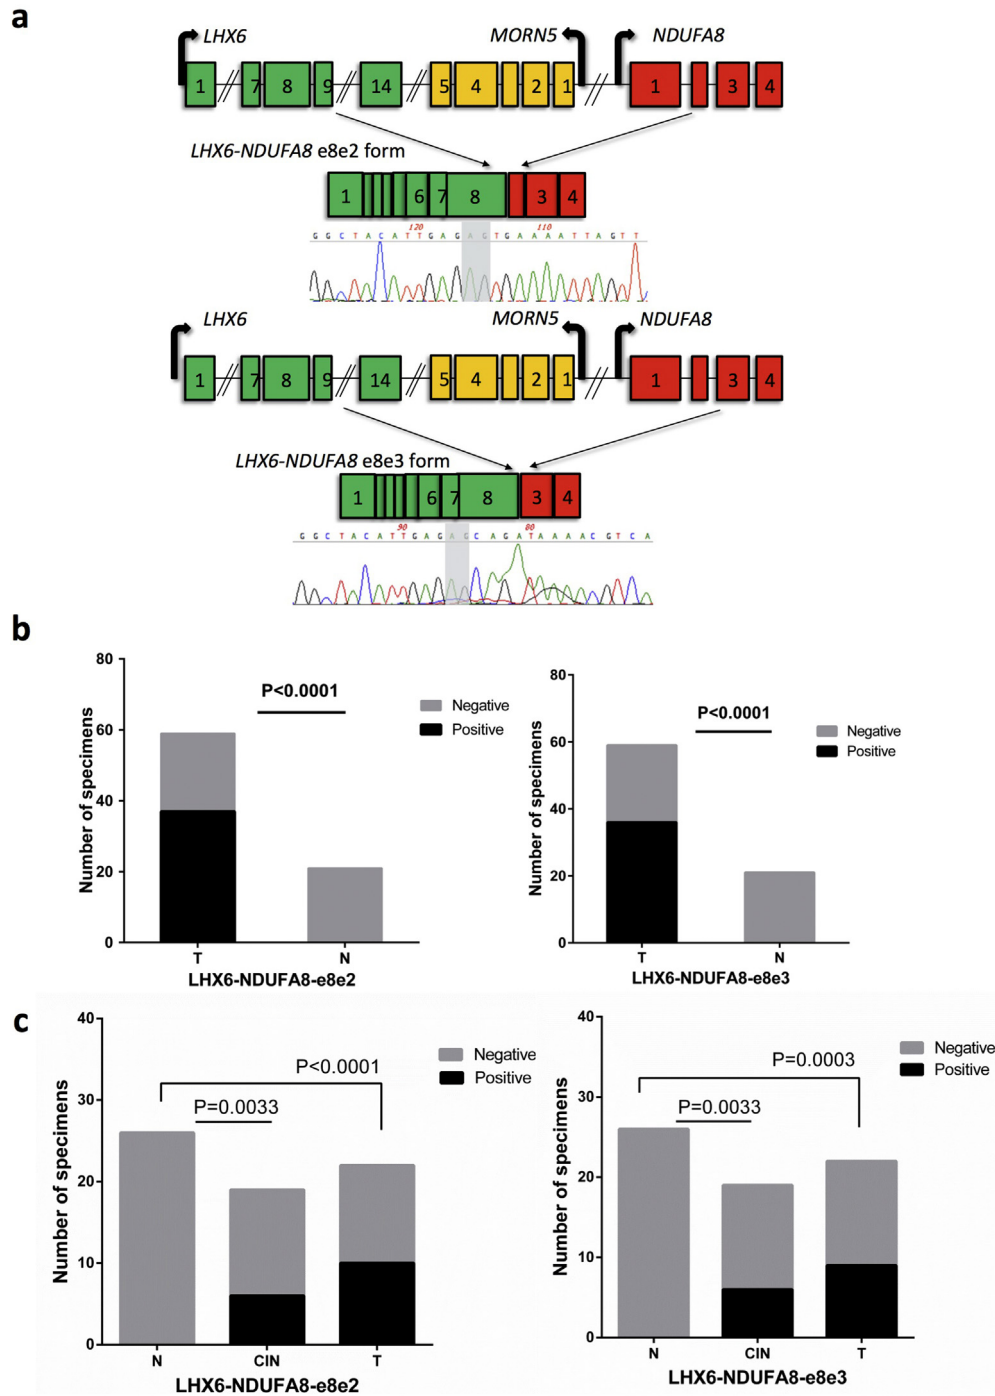 a
LHX6 MORN5 NDUFA8
1 7 8 9 14 5 4 2 1 1 3 4
LHX6-NDUFA8 e8e2 form
1 6 7 8 3 4
120 110
G G C T A C A T T G A G A G T G A A A A T T A G T T
LHX6 MORN5 NDUFA8
1 7 8 9 14 5 4 2 1 1 3 4
LHX6-NDUFA8 e8e3 form
1 6 7 8 3 4
90 80
G G C T A C A T T G A G A G C A G A T A A A A C G T C A
b
Number of specimens
80
60
40
20
0
P<0.0001
Negative
Positive
T N
LHX6-NDUFA8-e8e2
Number of specimens
80
60
40
20
0
P<0.0001
Negative
Positive
T N
LHX6-NDUFA8-e8e3
c
Number of specimens
40
30
20
10
0
P<0.0001
P=0.0033
Negative
Positive
N CIN T
LHX6-NDUFA8-e8e2
Number of specimens
40
30
20
10
0
P=0.0003
P=0.0033
Negative
Positive
N CIN T
LHX6-NDUFA8-e8e3